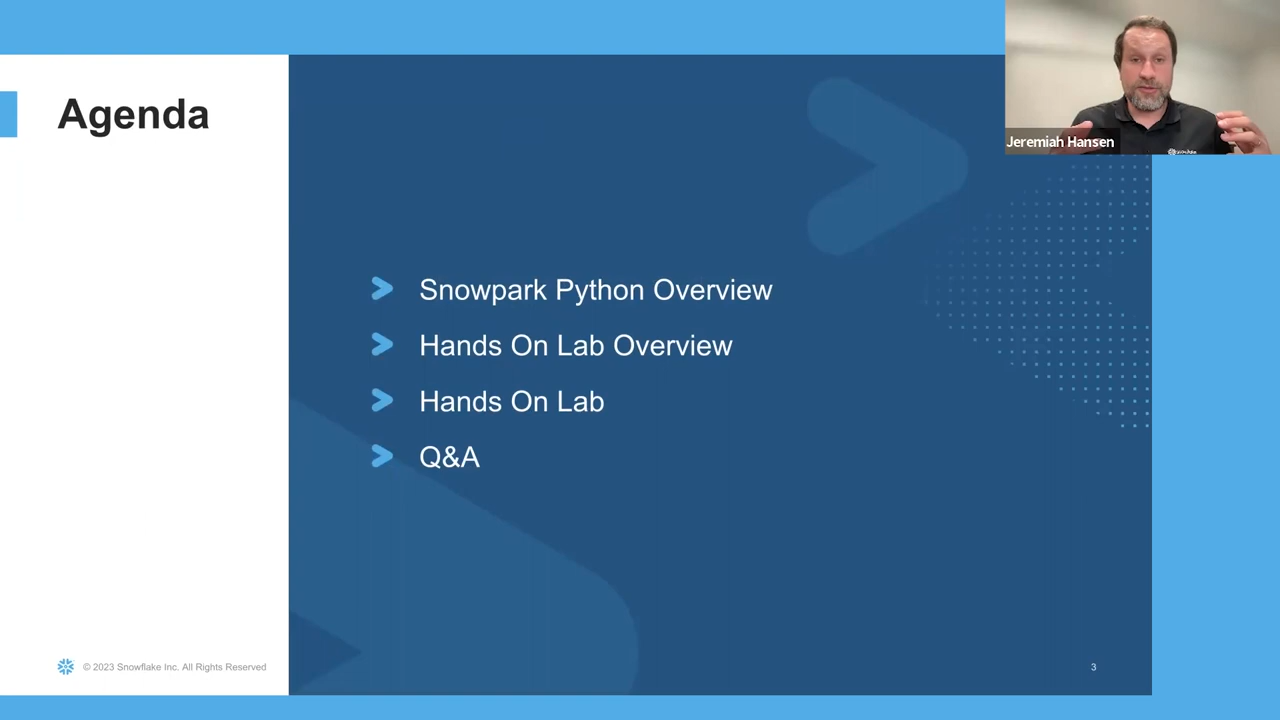 Agenda
Snowpark Python Overview
Hands On Lab Overview
Hands On Lab
Q&A
Jeremiah Hansen
© 2023 Snowflake Inc. All Rights Reserved
3